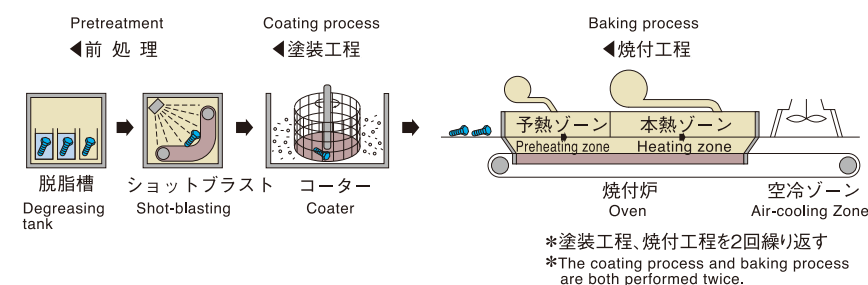 Pretreatment
◀前 処 理
Coating process
◀塗装工程
Baking process
◀焼付工程
脱脂槽
Degreasing
tank
ショットブラスト
Shot-blasting
コーター
Coater
予熱ゾーン
Preheating zone
本熱ゾーン
Heating zone
焼付炉
Oven
空冷ゾーン
Air-cooling Zone
＊塗装工程、焼付工程を2回繰り返す
＊The coating process and baking process
are both performed twice.